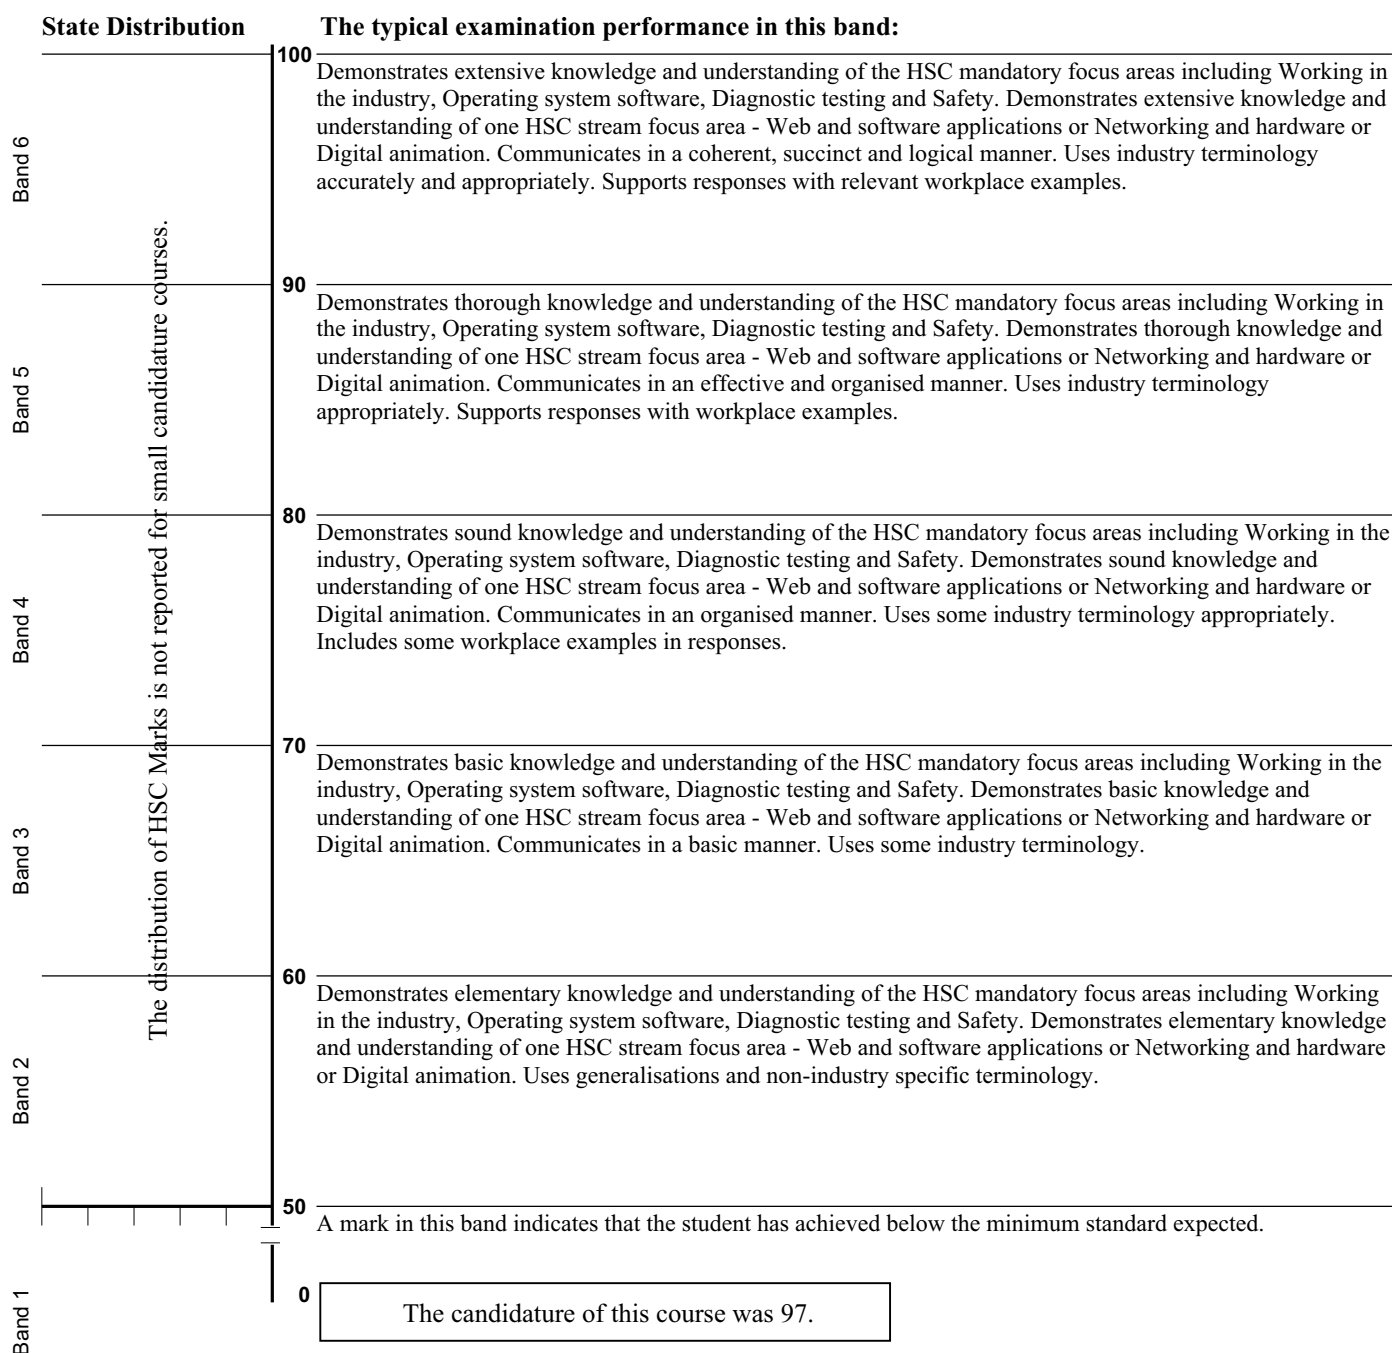 State Distribution
The typical examination performance in this band:
100
Demonstrates extensive knowledge and understanding of the HSC mandatory focus areas including Working in
the industry, Operating system software, Diagnostic testing and Safety. Demonstrates extensive knowledge and
understanding of one HSC stream focus area - Web and software applications or Networking and hardware or
Digital animation. Communicates in a coherent, succinct and logical manner. Uses industry terminology
accurately and appropriately. Supports responses with relevant workplace examples.
Band 6
The distribution of HSC Marks is not reported for small candidature courses.
90
Demonstrates thorough knowledge and understanding of the HSC mandatory focus areas including Working in
the industry, Operating system software, Diagnostic testing and Safety. Demonstrates thorough knowledge and
understanding of one HSC stream focus area - Web and software applications or Networking and hardware or
Digital animation. Communicates in an effective and organised manner. Uses industry terminology
appropriately. Supports responses with workplace examples.
Band 5
80
Demonstrates sound knowledge and understanding of the HSC mandatory focus areas including Working in the
industry, Operating system software, Diagnostic testing and Safety. Demonstrates sound knowledge and
understanding of one HSC stream focus area - Web and software applications or Networking and hardware or
Digital animation. Communicates in an organised manner. Uses some industry terminology appropriately.
Includes some workplace examples in responses.
Band 4
70
Demonstrates basic knowledge and understanding of the HSC mandatory focus areas including Working in the
industry, Operating system software, Diagnostic testing and Safety. Demonstrates basic knowledge and
understanding of one HSC stream focus area - Web and software applications or Networking and hardware or
Digital animation. Communicates in a basic manner. Uses some industry terminology.
Band 3
60
Demonstrates elementary knowledge and understanding of the HSC mandatory focus areas including Working
in the industry, Operating system software, Diagnostic testing and Safety. Demonstrates elementary knowledge
and understanding of one HSC stream focus area - Web and software applications or Networking and hardware
or Digital animation. Uses generalisations and non-industry specific terminology.
Band 2
50
A mark in this band indicates that the student has achieved below the minimum standard expected.
0
Band 1
The candidature of this course was 97.